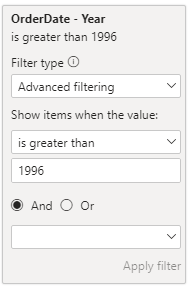 OrderDate - Year
is greater than 1996
Filter type
Advanced filtering
Show items when the value:
is greater than
1996
And Or
Apply filter